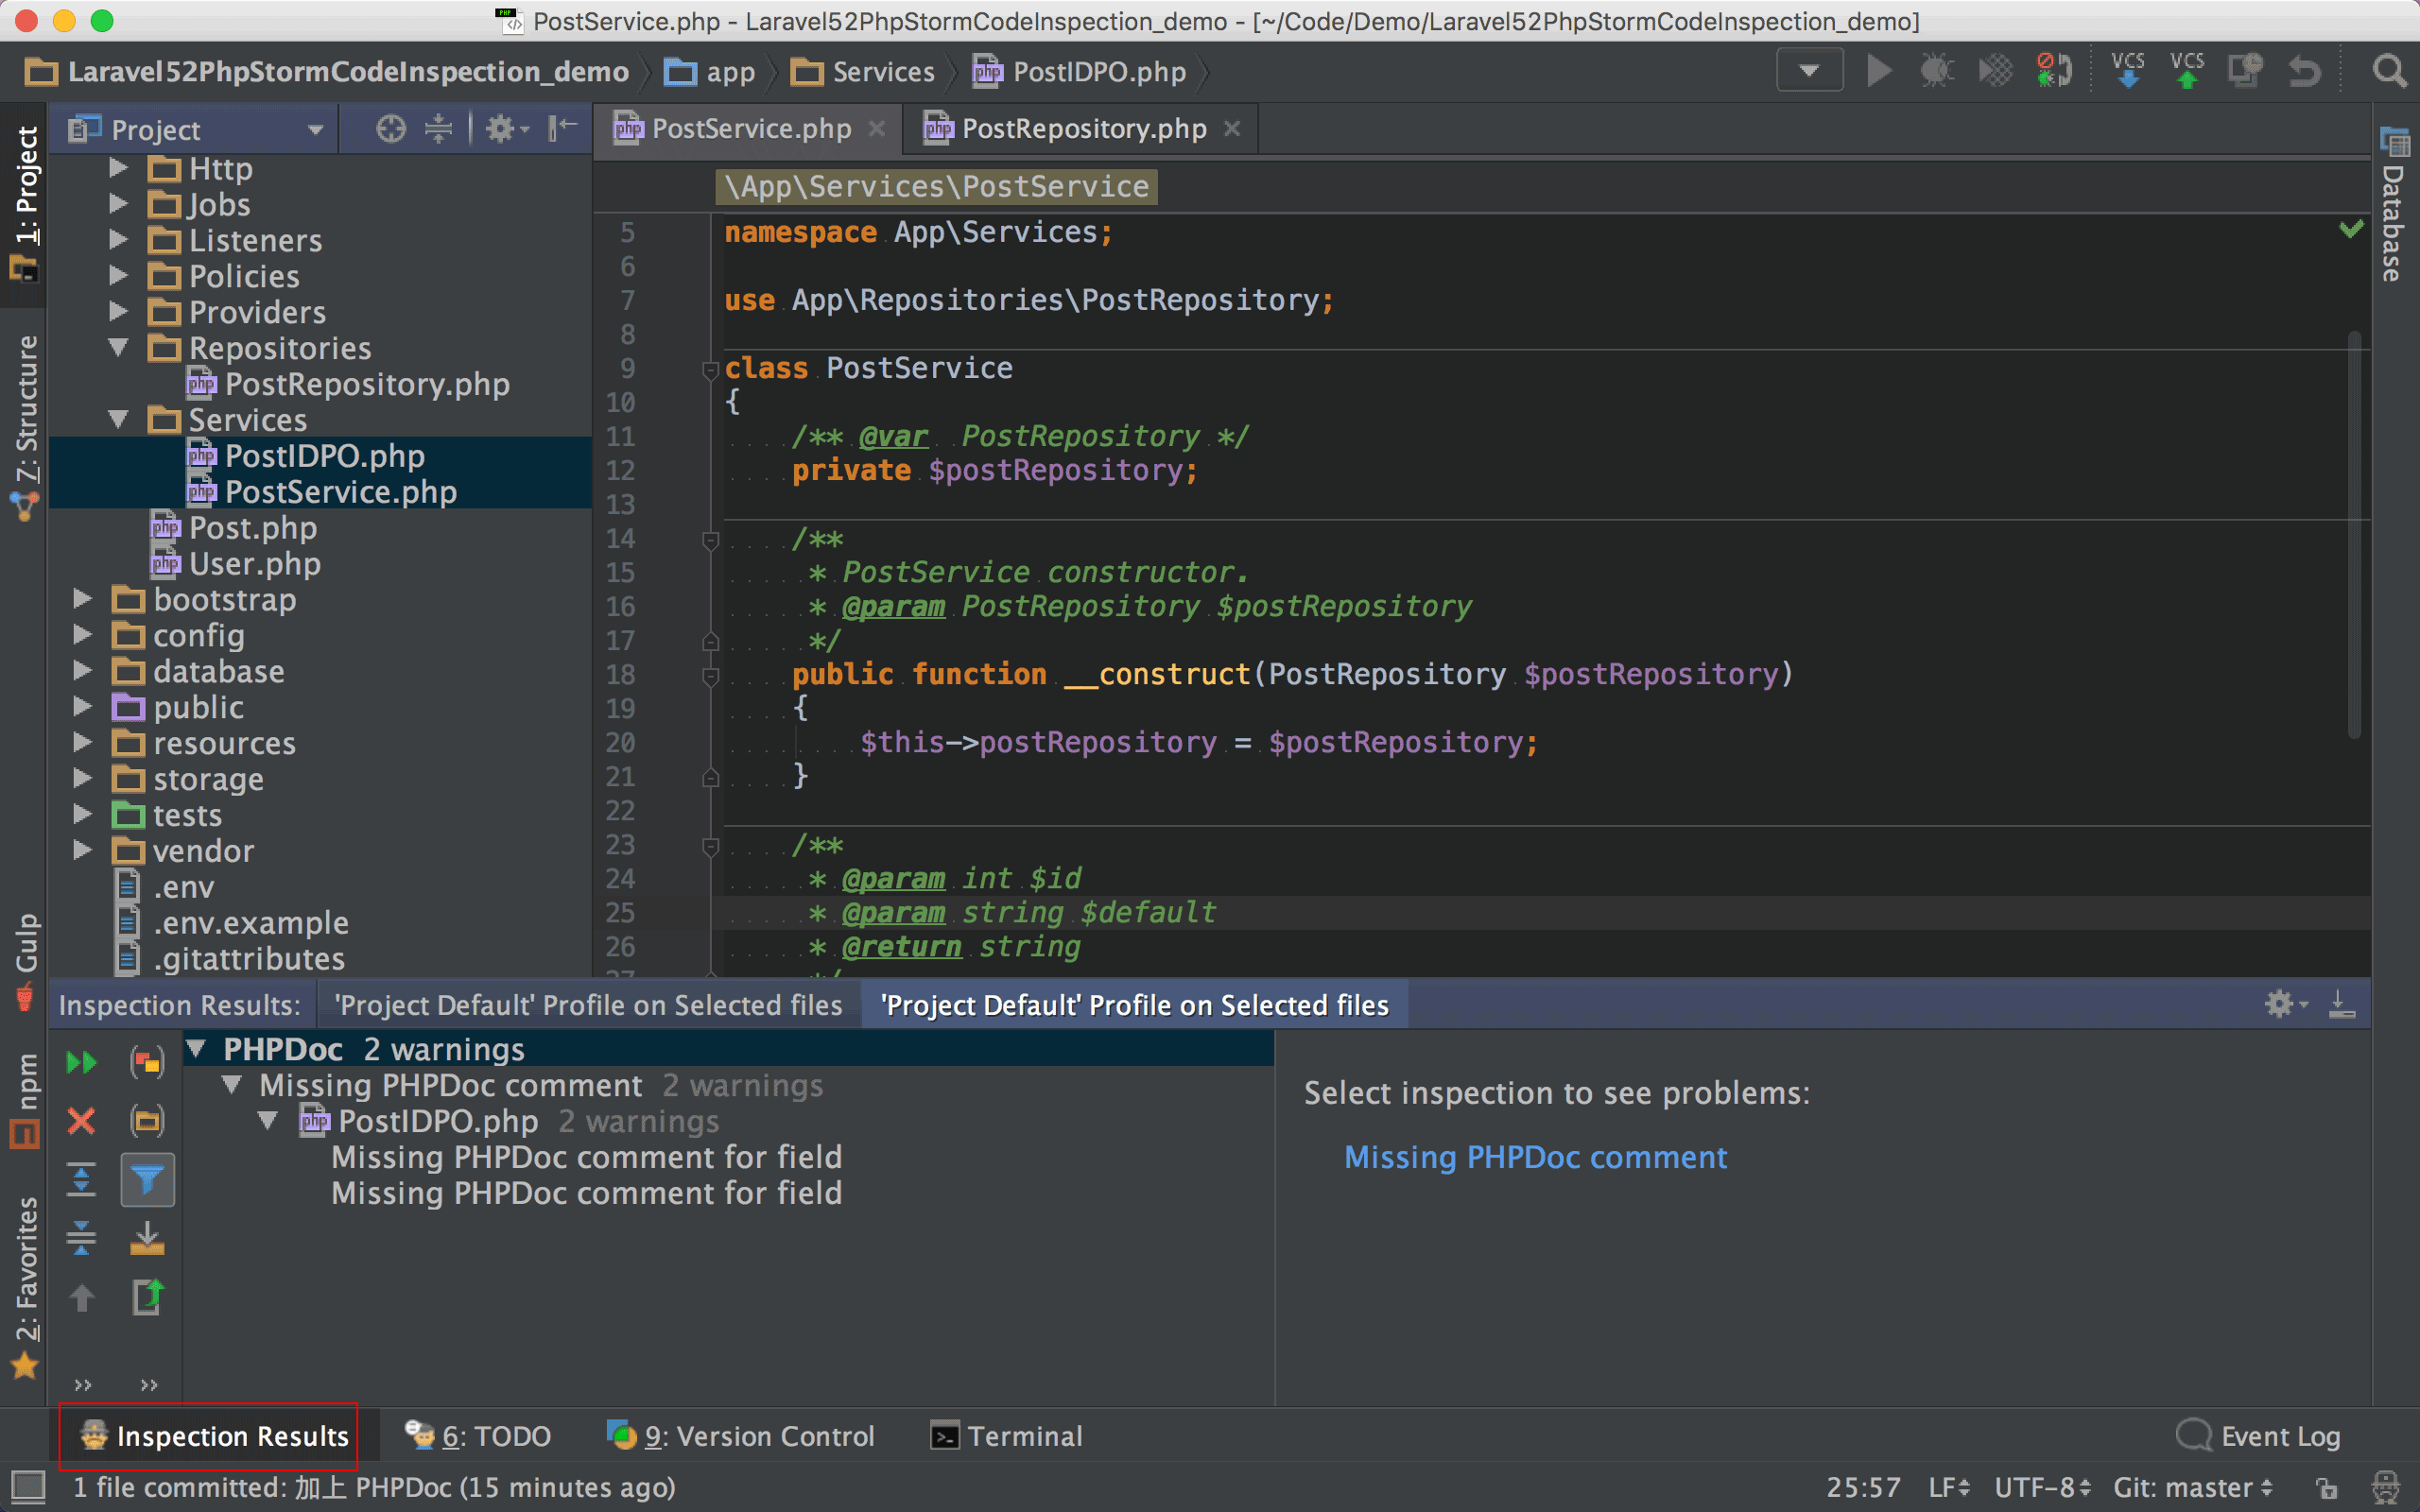 PostService.php - Laravel52PhpStormCodeInspection_demo - [~/Code/Demo/Laravel52PhpStormCodeInspection_demo]
Laravel52PhpStormCodeInspection_demo app Services PostIDPO.php
VCS VCS
1: Project
Z: Structure
Gulp
npm
2: Favorites
Project
Http
Jobs
Listeners
Policies
Providers
Repositories
PostRepository.php
Services
PostIDPO.php
PostService.php
Post.php
User.php
bootstrap
config
database
public
resources
storage
tests
vendor
.env
.env.example
.gitattributes
PostService.php PostRepository.php
\App\Services\PostService
5 namespace App\Services;
6
7 use App\Repositories\PostRepository;
8
9 class PostService
10 {
11 /** @var PostRepository */
12 private $postRepository;
13
14 /**
15 * PostService constructor.
16 * @param PostRepository $postRepository
17 */
18 public function __construct(PostRepository $postRepository)
19 {
20 $this->postRepository = $postRepository;
21 }
22
23 /**
24 * @param int $id
25 * @param string $default
26 * @return string
27 */
Database
Inspection Results: 'Project Default' Profile on Selected files 'Project Default' Profile on Selected files
PHPDoc 2 warnings
Missing PHPDoc comment 2 warnings
PostIDPO.php 2 warnings
Missing PHPDoc comment for field
Missing PHPDoc comment for field
Select inspection to see problems:
Missing PHPDoc comment
Inspection Results 6: TODO 9: Version Control Terminal Event Log
1 file committed: 加上 PHPDoc (15 minutes ago) 25:57 LF UTF-8 Git: master